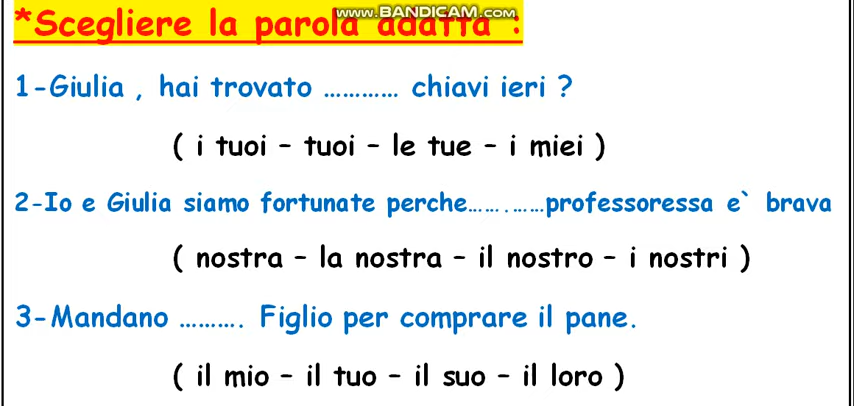 www.BANDICAM.com
*Scegliere la parola adatta :
1-Giulia , hai trovato ………… chiavi ieri ?
( i tuoi – tuoi – le tue – i miei )
2-Io e Giulia siamo fortunate perche…….……professoressa e` brava
( nostra – la nostra – il nostro – i nostri )
3-Mandano ………. Figlio per comprare il pane.
( il mio – il tuo – il suo – il loro )